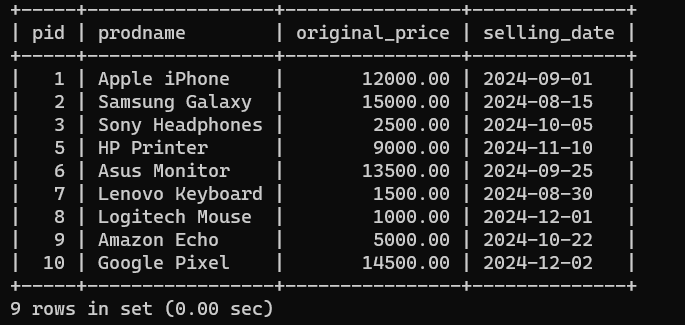 +-----+-----------------+----------------+--------------+
| pid | prodname        | original_price | selling_date |
+-----+-----------------+----------------+--------------+
|   1 | Apple iPhone    |       12000.00 | 2024-09-01   |
|   2 | Samsung Galaxy  |       15000.00 | 2024-08-15   |
|   3 | Sony Headphones |        2500.00 | 2024-10-05   |
|   5 | HP Printer      |        9000.00 | 2024-11-10   |
|   6 | Asus Monitor    |       13500.00 | 2024-09-25   |
|   7 | Lenovo Keyboard |        1500.00 | 2024-08-30   |
|   8 | Logitech Mouse  |        1000.00 | 2024-12-01   |
|   9 | Amazon Echo     |        5000.00 | 2024-10-22   |
|  10 | Google Pixel    |       14500.00 | 2024-12-02   |
+-----+-----------------+----------------+--------------+
9 rows in set (0.00 sec)